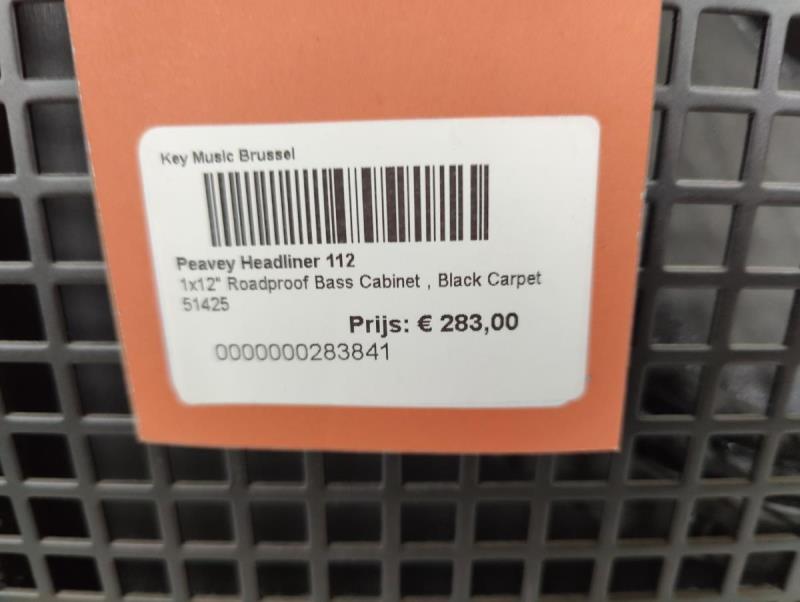 Key Music Brussel
Peavey Headliner 112
1x12" Roadproof Bass Cabinet , Black Carpet
51425
Prijs: € 283,00
0000000283841